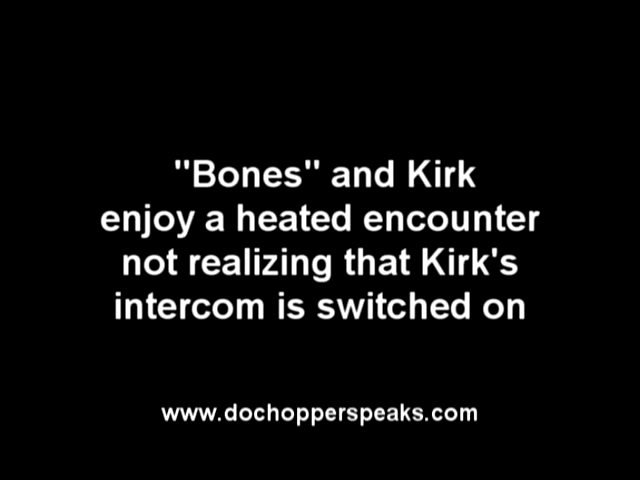 "Bones" and Kirk
enjoy a heated encounter
not realizing that Kirk's
intercom is switched on
www.dochopperspeaks.com